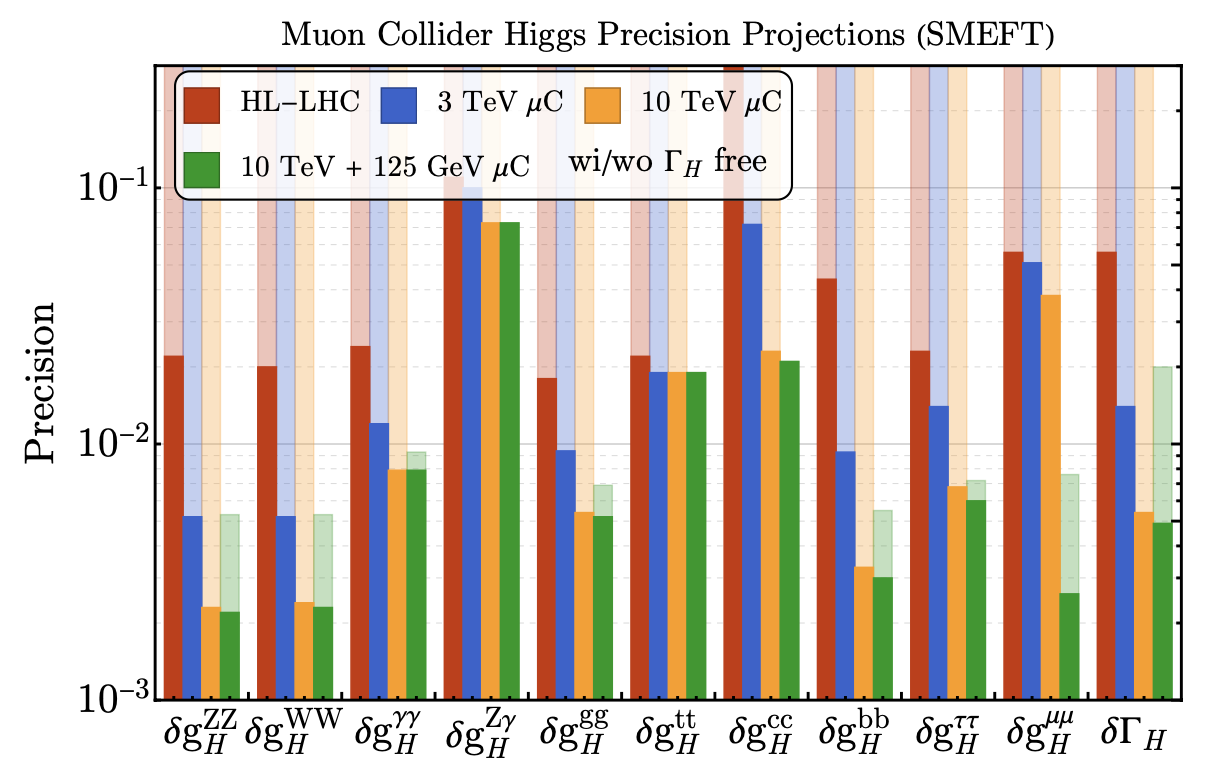 Muon Collider Higgs Precision Projections (SMEFT)
HL–LHC 3 TeV μC 10 TeV μC
10 TeV + 125 GeV μC wi/wo Γ_H free
Precision
10⁻¹
10⁻²
10⁻³
δg_H^ZZ δg_H^WW δg_H^γγ δg_H^Zγ δg_H^gg δg_H^tt δg_H^cc δg_H^bb δg_H^ττ δg_H^μμ δΓ_H